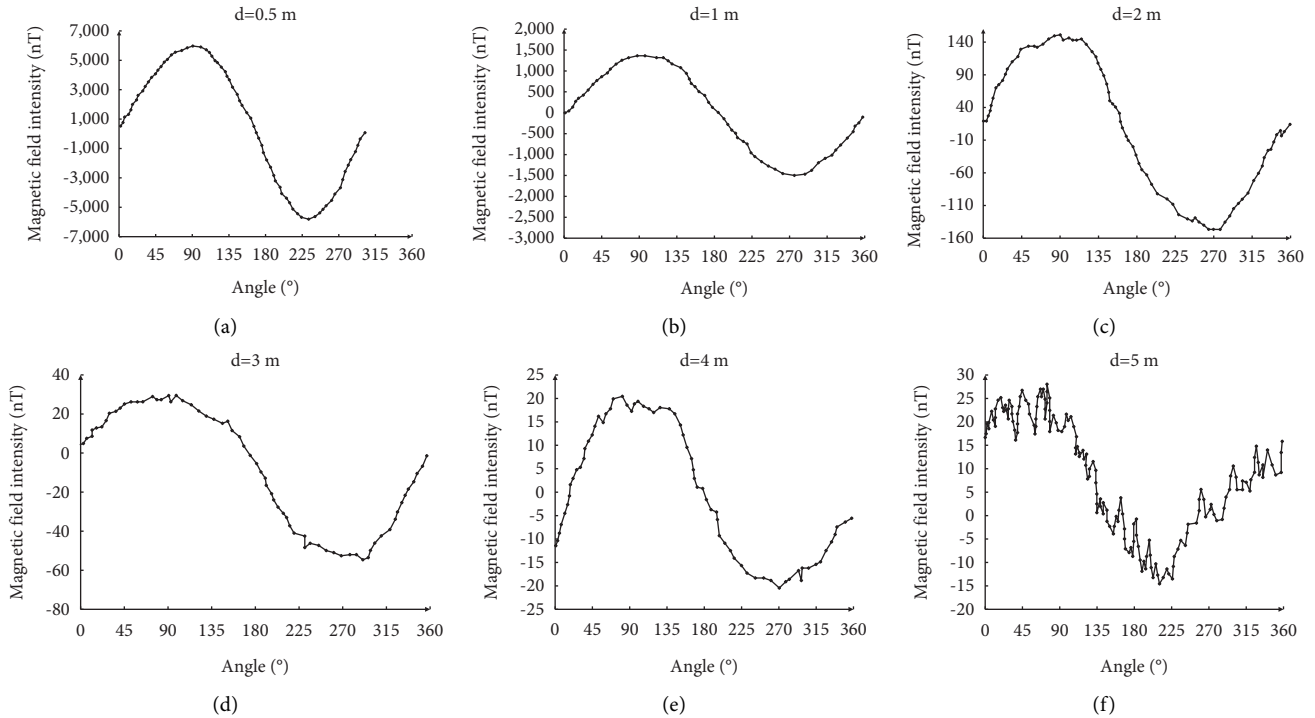 d=0.5 m
7,000
5,000
3,000
1,000
-1,000
-3,000
-5,000
-7,000
0 45 90 135 180 225 270 315 360
Magnetic field intensity (nT)
Angle (°)
(a)
d=1 m
2,000
1,500
1,000
500
0
-500
-1,000
-1,500
-2,000
-2,500
-3,000
0 45 90 135 180 225 270 315 360
Magnetic field intensity (nT)
Angle (°)
(b)
d=2 m
140
90
40
-10
-60
-110
-160
0 45 90 135 180 225 270 315 360
Magnetic field intensity (nT)
Angle (°)
(c)
d=3 m
40
20
0
-20
-40
-60
-80
0 45 90 135 180 225 270 315 360
Magnetic field intensity (nT)
Angle (°)
(d)
d=4 m
25
20
15
10
5
0
-5
-10
-15
-20
-25
0 45 90 135 180 225 270 315 360
Magnetic field intensity (nT)
Angle (°)
(e)
d=5 m
30
25
20
15
10
5
0
-5
-10
-15
-20
0 45 90 135 180 225 270 315 360
Magnetic field intensity (nT)
Angle (°)
(f)